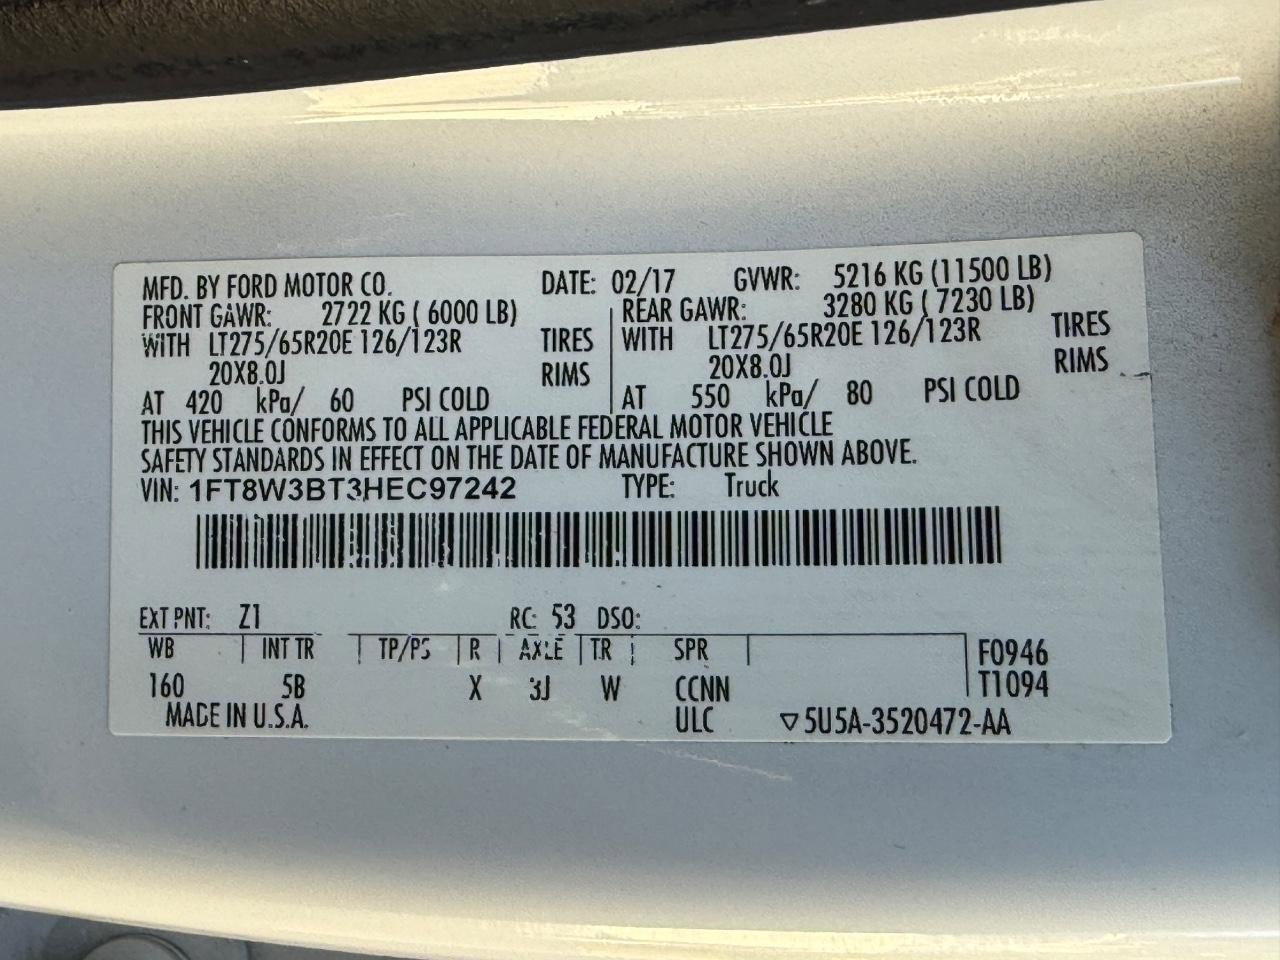 MFD. BY FORD MOTOR CO. DATE: 02/17 GVWR: 5216 KG (11500 LB)
FRONT GAWR: 2722 KG ( 6000 LB) REAR GAWR: 3280 KG ( 7230 LB)
WITH LT275/65R20E 126/123R TIRES WITH LT275/65R20E 126/123R TIRES
20X8.0J RIMS 20X8.0J RIMS
AT 420 kPa/ 60 PSI COLD AT 550 kPa/ 80 PSI COLD
THIS VEHICLE CONFORMS TO ALL APPLICABLE FEDERAL MOTOR VEHICLE
SAFETY STANDARDS IN EFFECT ON THE DATE OF MANUFACTURE SHOWN ABOVE.
VIN: 1FT8W3BT3HEC97242 TYPE: Truck
EXT PNT: Z1 RC: 53 DSO:
WB INT TR TP/PS R AXLE TR SPR F0946
160 5B X 3J W CCNN T1094
MADE IN U.S.A. ULC ▽5U5A-3520472-AA